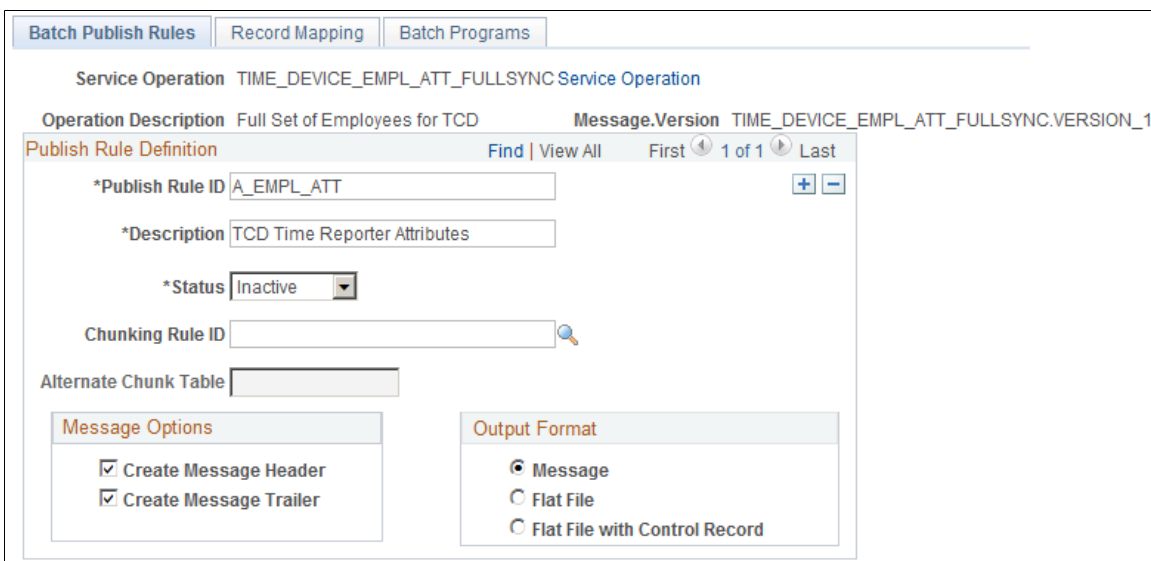 Batch Publish Rules Record Mapping Batch Programs
Service Operation TIME_DEVICE_EMPL_ATT_FULLSYNC Service Operation
Operation Description Full Set of Employees for TCD Message.Version TIME_DEVICE_EMPL_ATT_FULLSYNC.VERSION_1
Publish Rule Definition Find | View All First 1 of 1 Last
*Publish Rule ID A_EMPL_ATT
*Description TCD Time Reporter Attributes
*Status Inactive
Chunking Rule ID
Alternate Chunk Table
Message Options Output Format
Create Message Header Message
Create Message Trailer Flat File
Flat File with Control Record